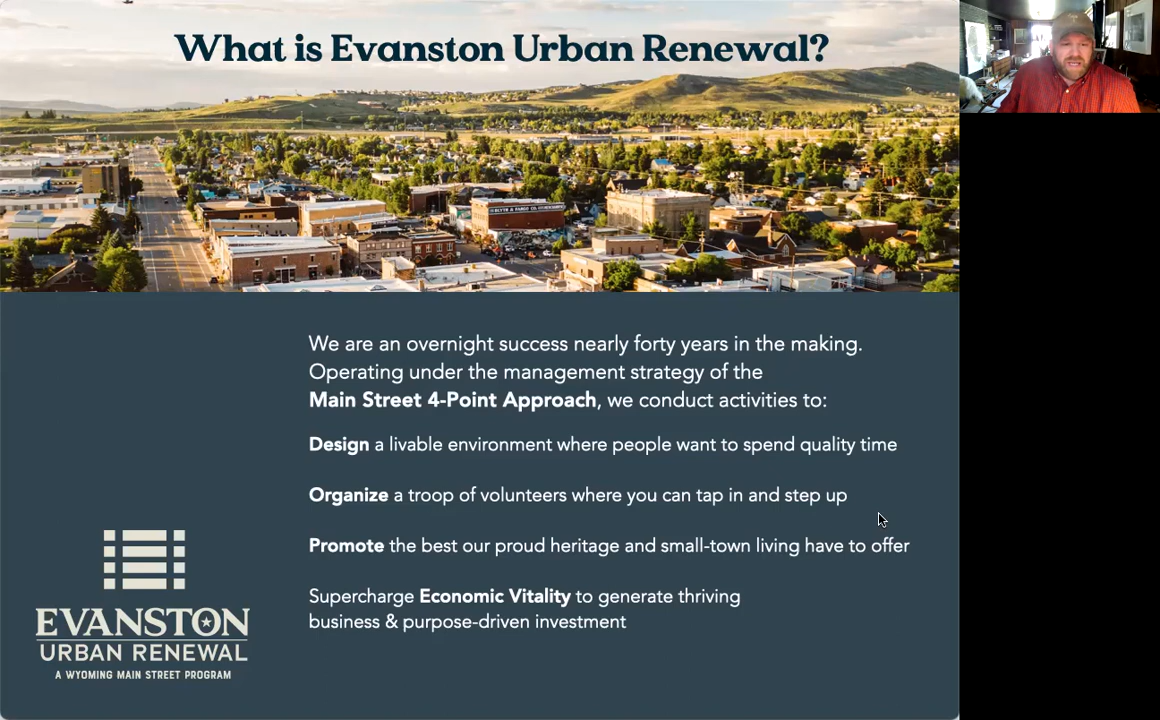 What is Evanston Urban Renewal?
BLYTH & FARGO CO.
We are an overnight success nearly forty years in the making.
Operating under the management strategy of the
Main Street 4-Point Approach, we conduct activities to:
Design a livable environment where people want to spend quality time
Organize a troop of volunteers where you can tap in and step up
Promote the best our proud heritage and small-town living have to offer
Supercharge Economic Vitality to generate thriving
business & purpose-driven investment
EVANSTON
URBAN RENEWAL
A WYOMING MAIN STREET PROGRAM